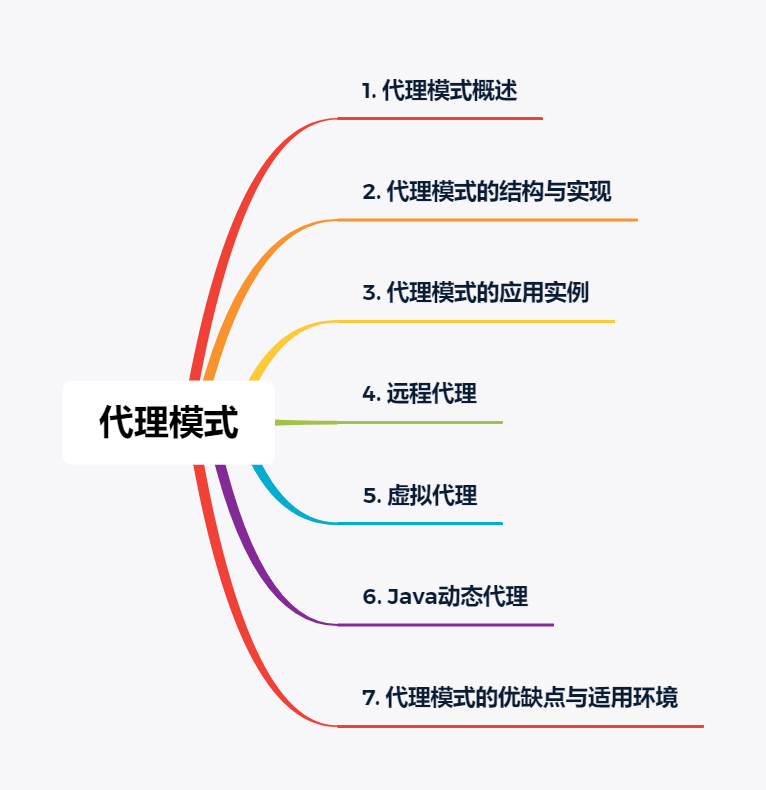 1. 代理模式概述
2. 代理模式的结构与实现
3. 代理模式的应用实例
4. 远程代理
代理模式
5. 虚拟代理
6. Java动态代理
7. 代理模式的优缺点与适用环境